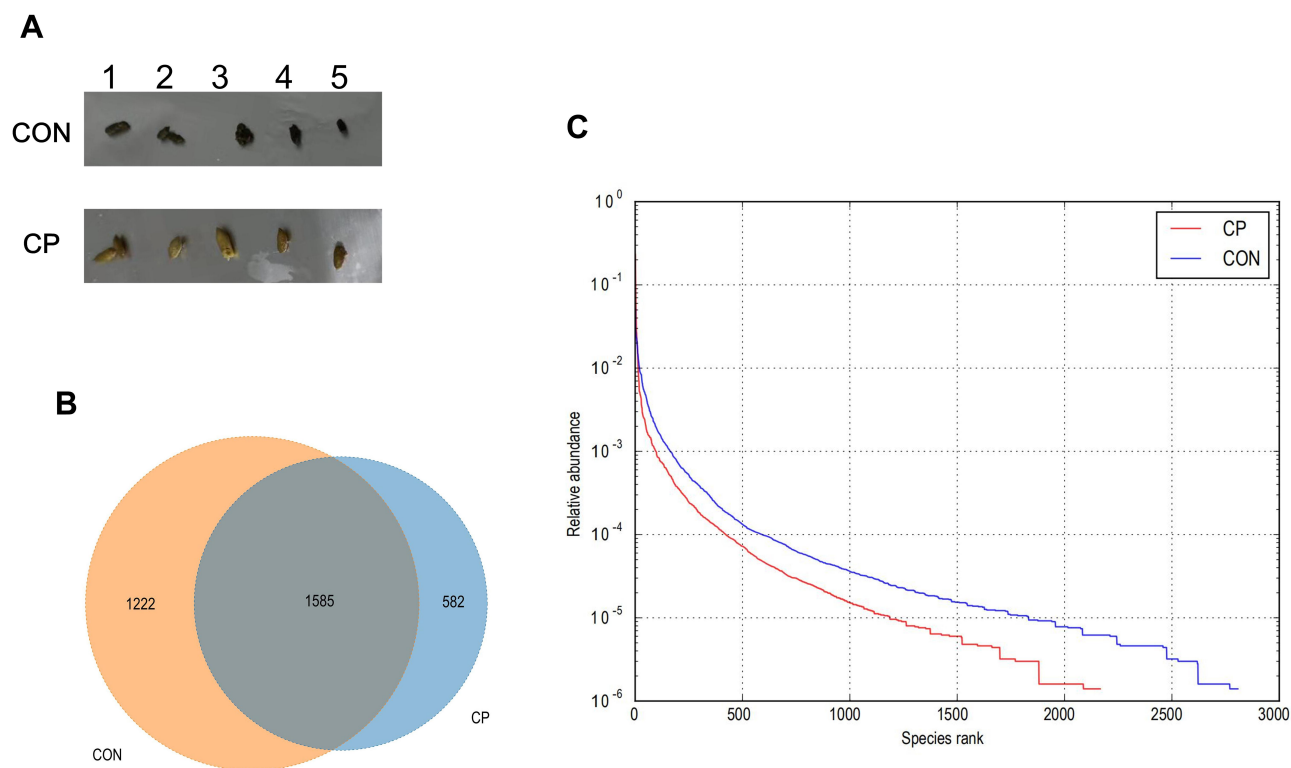 A
1 2 3 4 5
CON
CP
B
1222 1585 582
CP
CON
C
10^0
10^-1
10^-2
10^-3
10^-4
10^-5
10^-6
Relative abundance
CP
CON
0 500 1000 1500 2000 2500 3000
Species rank